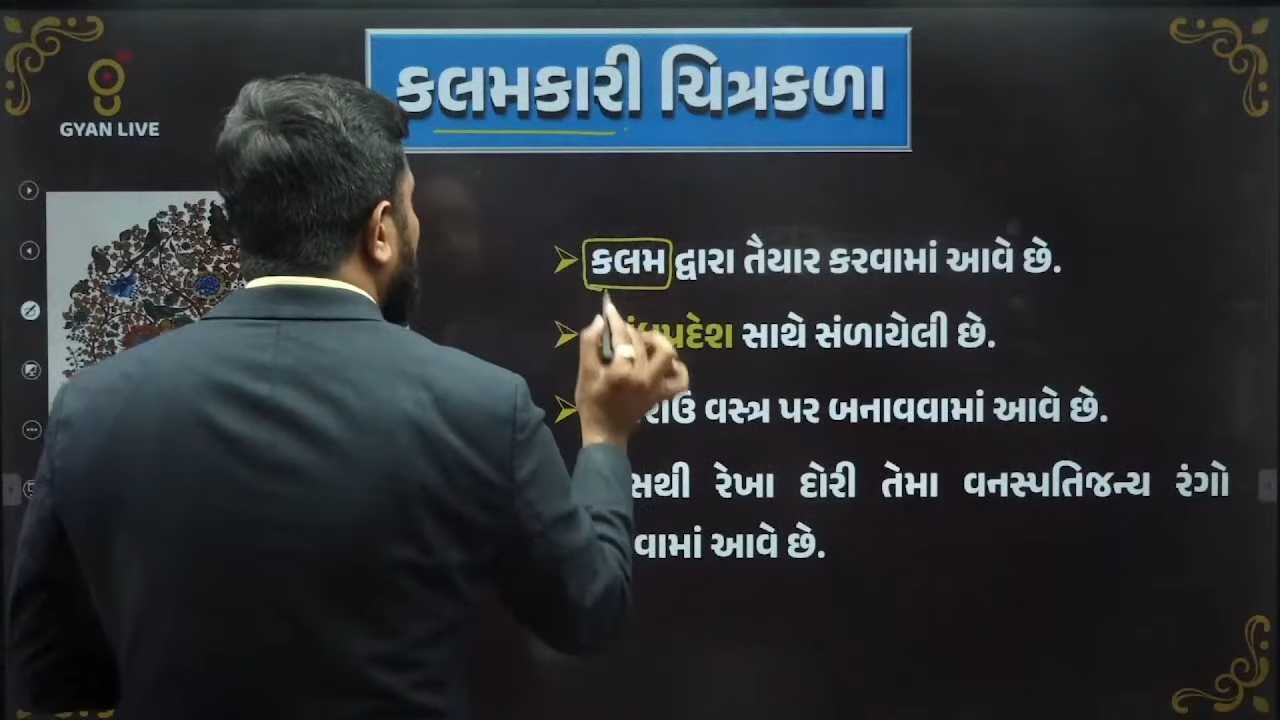 કલમકારી ચિત્રકળા
GYAN LIVE
કલમ દ્વારા તૈયાર કરવામાં આવે છે.
સાથે સંળાયેલી છે.
વસ્ત્ર પર બનાવવામાં આવે છે.
રેખા દોરી તેમા વનસ્પતિજન્ય રંગો
આવે છે.